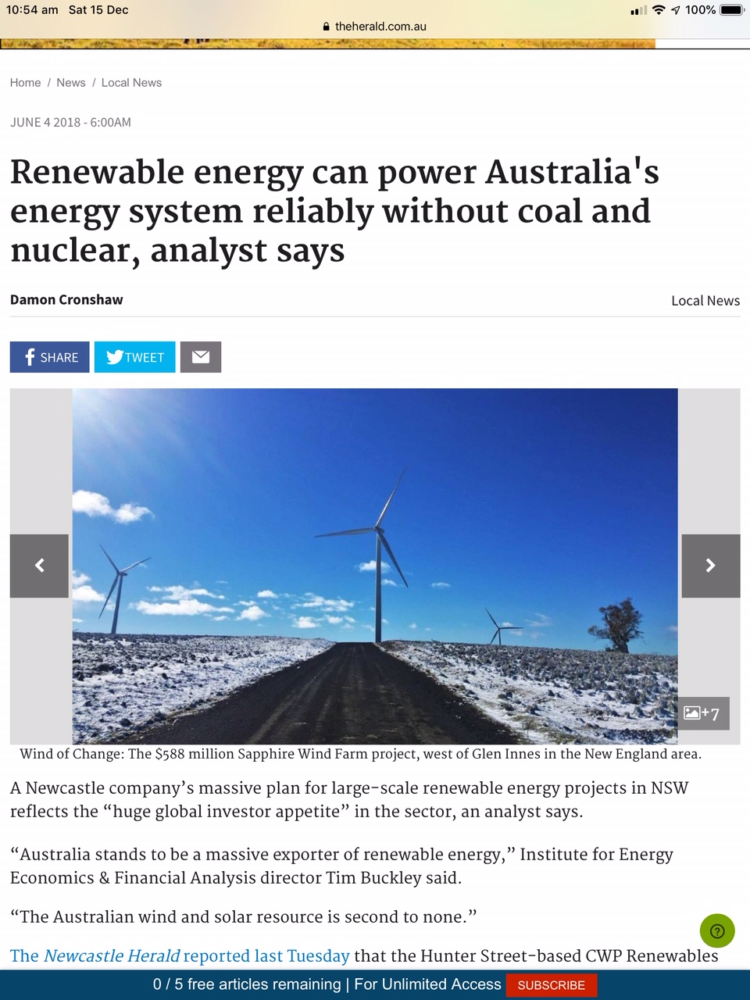 10:54 am Sat 15 Dec 100%
theherald.com.au
Home / News / Local News
JUNE 4 2018 - 6:00AM
Renewable energy can power Australia's
energy system reliably without coal and
nuclear, analyst says
Damon Cronshaw Local News
SHARE TWEET
+7
Wind of Change: The $588 million Sapphire Wind Farm project, west of Glen Innes in the New England area.
A Newcastle company’s massive plan for large-scale renewable energy projects in NSW
reflects the “huge global investor appetite” in the sector, an analyst says.
“Australia stands to be a massive exporter of renewable energy,” Institute for Energy
Economics & Financial Analysis director Tim Buckley said.
“The Australian wind and solar resource is second to none.”
The Newcastle Herald reported last Tuesday that the Hunter Street-based CWP Renewables
0 / 5 free articles remaining | For Unlimited Access SUBSCRIBE